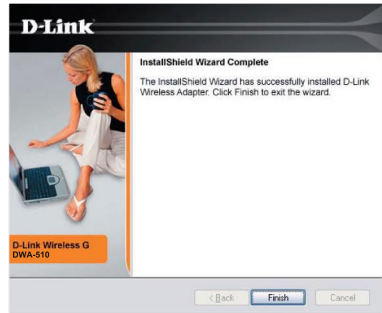 D-Link
InstallShield Wizard Complete
The InstallShield Wizard has successfully installed D-Link
Wireless Adapter. Click Finish to exit the wizard.
D-Link Wireless G
DWA-510
< Back Finish Cancel